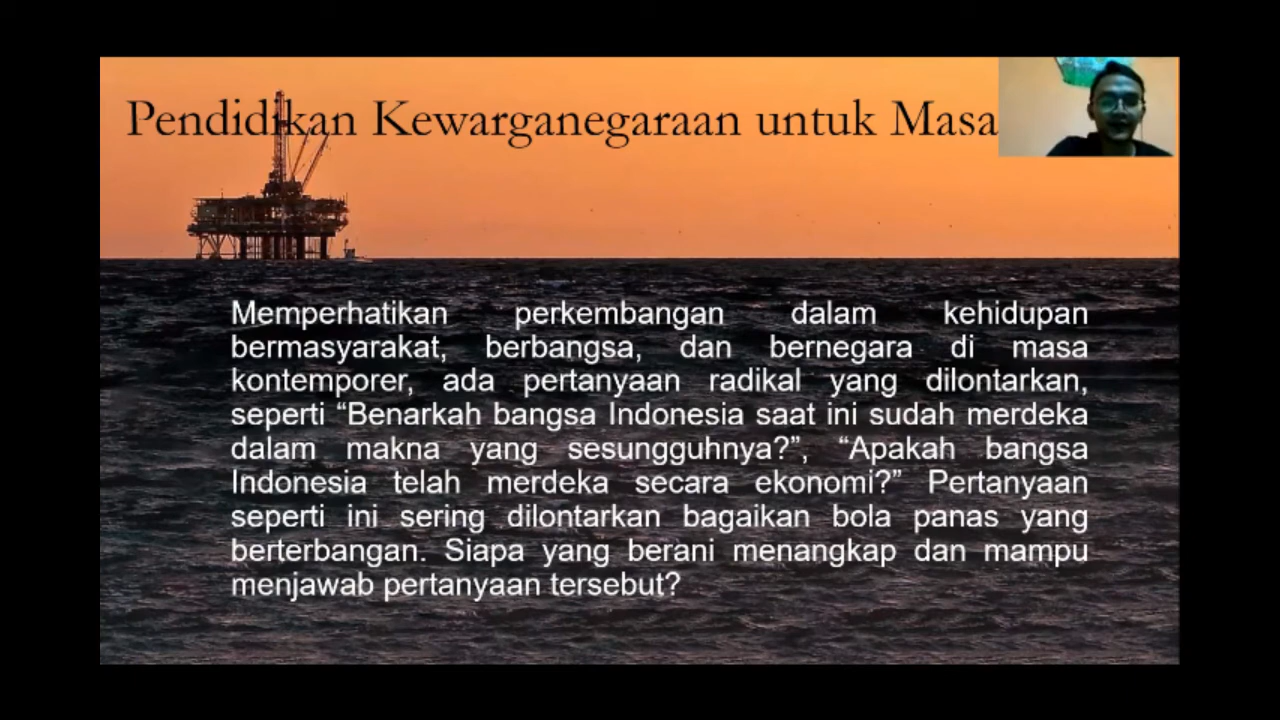 Pendidikan Kewarganegaraan untuk Masa
Memperhatikan perkembangan dalam kehidupan
bermasyarakat, berbangsa, dan bernegara di masa
kontemporer, ada pertanyaan radikal yang dilontarkan,
seperti “Benarkah bangsa Indonesia saat ini sudah merdeka
dalam makna yang sesungguhnya?”, “Apakah bangsa
Indonesia telah merdeka secara ekonomi?” Pertanyaan
seperti ini sering dilontarkan bagaikan bola panas yang
berterbangan. Siapa yang berani menangkap dan mampu
menjawab pertanyaan tersebut?